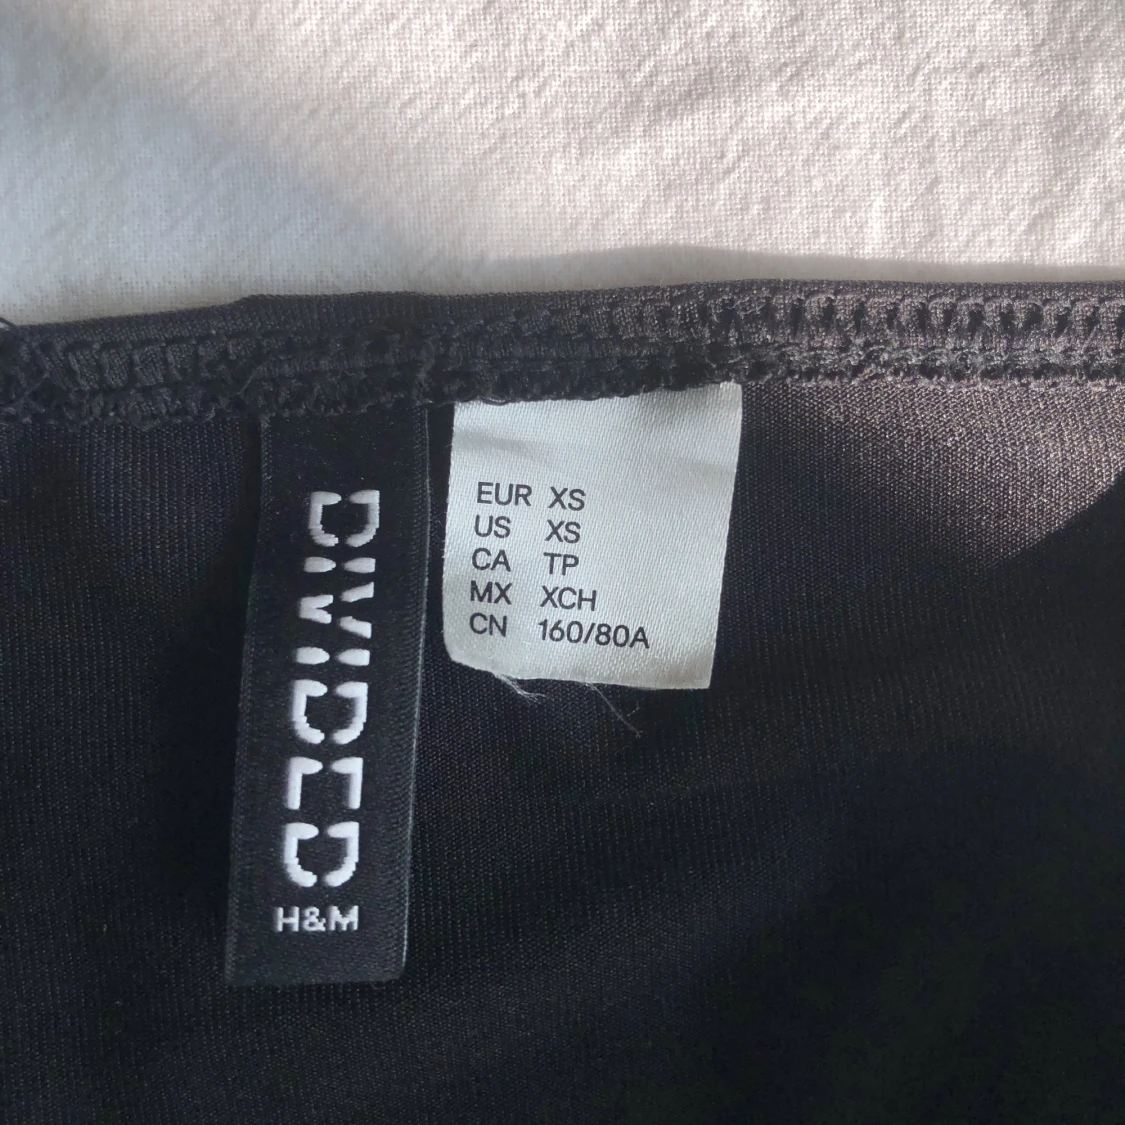 DIVIDED
H&M
EUR XS
US XS
CA TP
MX XCH
CN 160/80A